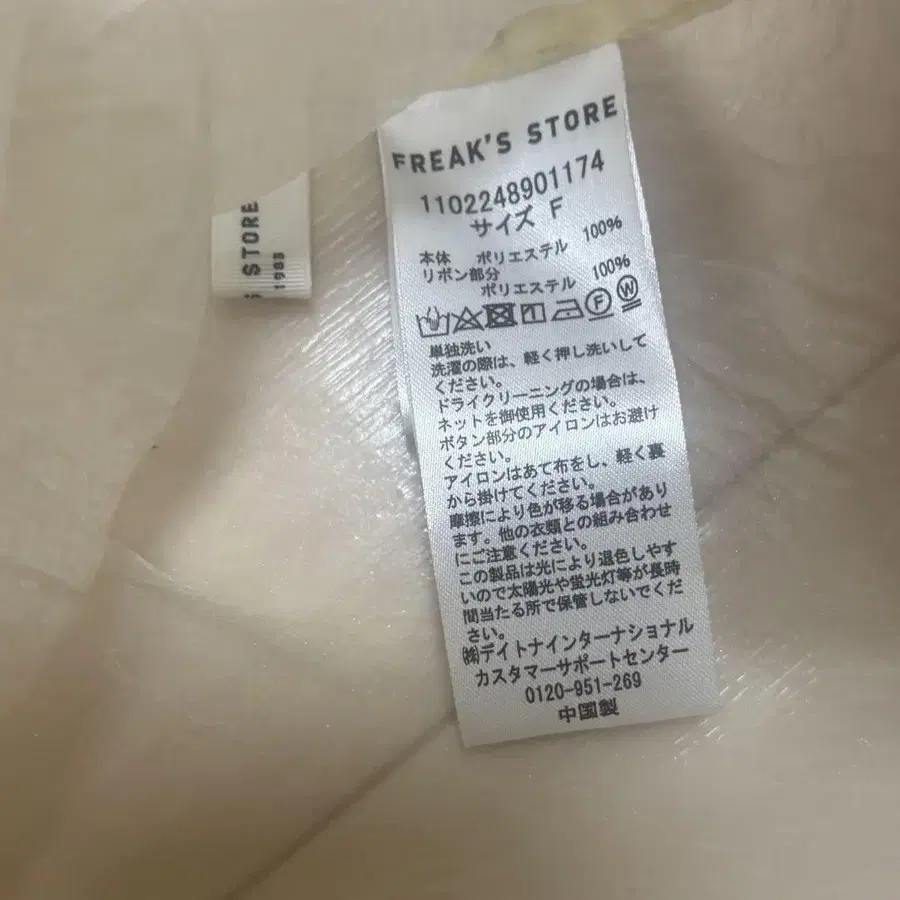 FREAK'S STORE
1102248901174
サイズ F
本体 ポリエステル 100%
リボン部分
ポリエステル 100%
F W
単独洗い
洗濯の際は、軽く押し洗いして
ください。
ドライクリーニングの場合は、
ネットを御使用ください。
ボタン部分のアイロンはお避け
ください。
アイロンはあて布をし、軽く裏
から掛けてください。
摩擦により色が移る場合があり
ます。他の衣類との組み合わせ
にご注意ください。
この製品は光により退色しやす
いので太陽光や蛍光灯等が長時
間当たる所で保管しないでくだ
さい。
㈱デイトナインターナショナル
カスタマーサポートセンター
0120-951-269
中国製
S STORE
1988